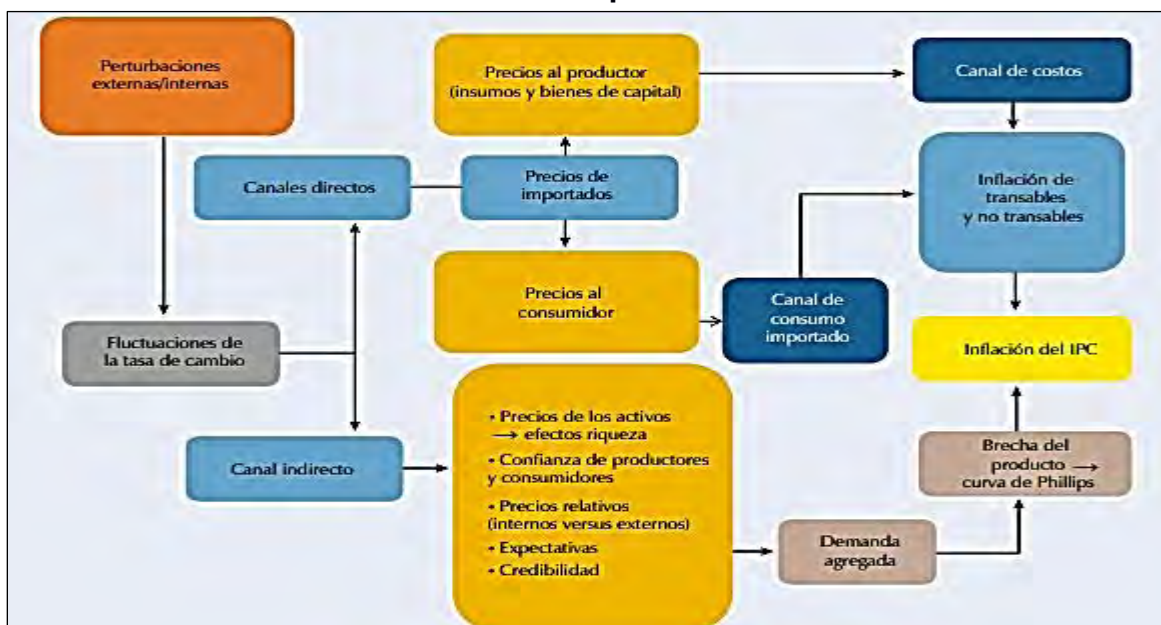 Perturbaciones
externas/internas
Precios al productor
(insumos y bienes de capital)
Canal de costos
Canales directos
Precios de
importados
Inflación de
transables
y no transables
Precios al
consumidor
Canal de
consumo
importado
Fluctuaciones de
la tasa de cambio
Inflación del IPC
Canal indirecto
• Precios de los activos
→ efectos riqueza
• Confianza de productores
y consumidores
• Precios relativos
(internos versus externos)
• Expectativas
• Credibilidad
Brecha del
producto →
curva de Phillips
Demanda
agregada